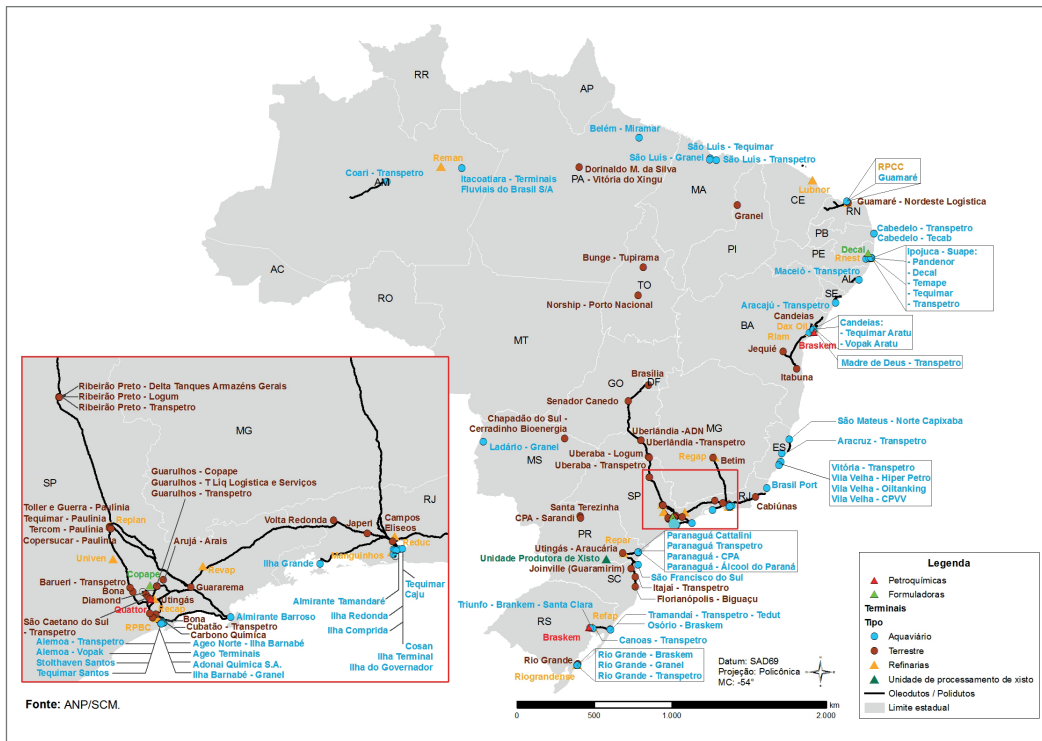 RR
AP
Belém - Miramar
São Luis - Tequimar
São Luis - Granel
São Luis - Transpetro
Reman
Coari - Transpetro
AM
Itacoatiara - Terminais
Fluviais do Brasil S/A
Dorinaldo M. da Silva
PA
- Vitória do Xingu
MA
Granel
CE
Lubnor
RPCC
Guamaré
RN
Guamaré - Nordeste Logistica
PB
Cabedelo - Transpetro
Cabedelo - Tecab
PI
PE
Decal
Rnest
Ipojuca - Suape:
- Pandenor
- Decal
- Temape
- Tequimar
- Transpetro
Bunge - Tupirama
TO
Norship - Porto Nacional
Maceió - Transpetro
AL
SE
Aracajú - Transpetro
AC
RO
MT
BA
Candeias
Dax Oil
Rlam
Braskem
Candeias:
- Tequimar Aratu
- Vopak Aratu
Madre de Deus - Transpetro
Jequié
Itabuna
Brasília
GO
DF
Senador Canedo
Chapadão do Sul -
Cerradinho Bioenergia
Ladário - Granel
MS
Uberlândia -ADN
Uberlândia -Transpetro
MG
Uberaba - Logum
Uberaba - Transpetro
Regap
Betim
São Mateus - Norte Capixaba
ES
Aracruz - Transpetro
Vitória - Transpetro
Vila Velha - Hiper Petro
Vila Velha - Oiltanking
Vila Velha - CPVV
Brasil Port
SP
RJ
Cabiúnas
Santa Terezinha
CPA - Sarandi
PR
Repar
Utingás - Araucária
Unidade Produtora de Xisto
Joinville (Guaramirim)
SC
Paranaguá Cattalini
Paranaguá Transpetro
Paranaguá - CPA
Paranaguá - Álcool do Paraná
São Francisco do Sul
Itajaí - Transpetro
Florianópolis - Biguaçu
Triunfo - Brankem - Santa Clara
Refap
RS
Braskem
Tramandaí - Transpetro - Tedut
Osório - Braskem
Canoas - Transpetro
Rio Grande
Riograndense
Rio Grande - Braskem
Rio Grande - Granel
Rio Grande - Transpetro
Datum: SAD69
Projeção: Policônica
MC: -54°
0
500
1.000
2.000
km
Legenda
Petroquímicas
Formuladoras
Terminais
Tipo
Aquaviário
Terrestre
Refinarias
Unidade de processamento de xisto
Oleodutos / Polidutos
Limite estadual
Ribeirão Preto - Delta Tanques Armazéns Gerais
Ribeirão Preto - Logum
Ribeirão Preto - Transpetro
MG
SP
RJ
Guarulhos - Copape
Guarulhos - T Liq Logistica e Serviços
Guarulhos - Transpetro
Toller e Guerra - Paulínia
Tequimar - Paulínia
Tercom - Paulínia
Copersucar - Paulínia
Replan
Arujá - Arais
Volta Redonda
Japeri
Campos
Elíseos
Reduc
Manguinhos
Ilha Grande
Univen
Revap
Copape
Barueri - Transpetro
Guararema
Bona
Diamond
Utingás
Quattor
Recap
São Caetano do Sul
- Transpetro
RPBC
Bona
Cubatão - Transpetro
Carbono Química
Almirante Barroso
Alemoa - Transpetro
Alemoa - Vopak
Stolthaven Santos
Tequimar Santos
Ageo Norte - Ilha Barnabé
Ageo Terminais
Adonai Química S.A.
Ilha Barnabé - Granel
Tequimar
Caju
Almirante Tamandaré
Ilha Redonda
Ilha Comprida
Cosan
Ilha Terminal
Ilha do Governador
Fonte: ANP/SCM.